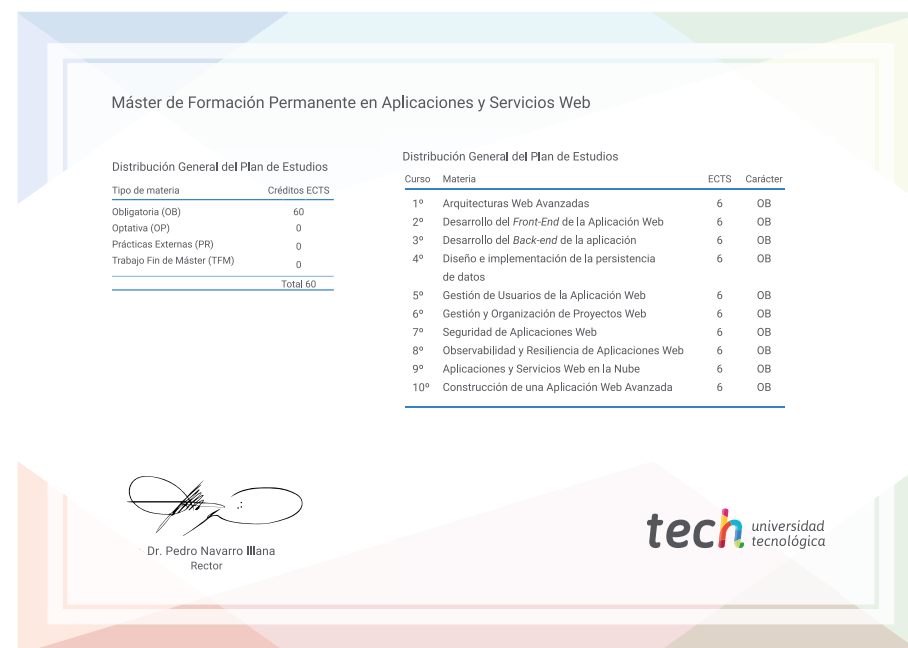 Máster de Formación Permanente en Aplicaciones y Servicios Web
Distribución General del Plan de Estudios
Tipo de materia Créditos ECTS
Obligatoria (OB) 60
Optativa (OP) 0
Prácticas Externas (PR) 0
Trabajo Fin de Máster (TFM) 0
Total 60
Distribución General del Plan de Estudios
Curso Materia ECTS Carácter
1º Arquitecturas Web Avanzadas 6 OB
2º Desarrollo del Front-End de la Aplicación Web 6 OB
3º Desarrollo del Back-end de la aplicación 6 OB
4º Diseño e implementación de la persistencia 6 OB
de datos
5º Gestión de Usuarios de la Aplicación Web 6 OB
6º Gestión y Organización de Proyectos Web 6 OB
7º Seguridad de Aplicaciones Web 6 OB
8º Observabilidad y Resiliencia de Aplicaciones Web 6 OB
9º Aplicaciones y Servicios Web en la Nube 6 OB
10º Construcción de una Aplicación Web Avanzada 6 OB
Dr. Pedro Navarro Illana
Rector
tech universidad
tecnológica